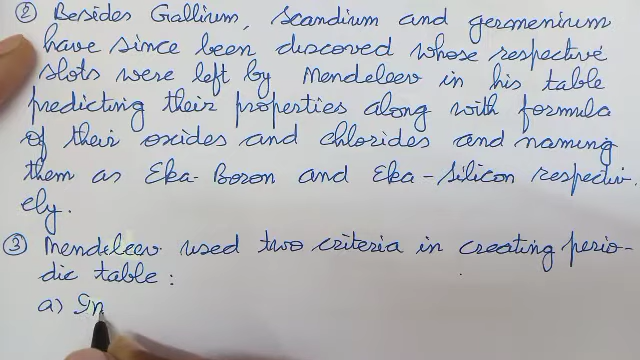 ② Besides Gallium, Scandium and germenium
have since been discoved whose respective
slots were left by Mendeleev in his table
predicting their properties along with formula
of their oxides and chlorides and naming
them as Eka-Boron and Eka-Silicon respectiv-
ely.
③ Mendeleev used two criteria in creating perio-
dic table :
a) In